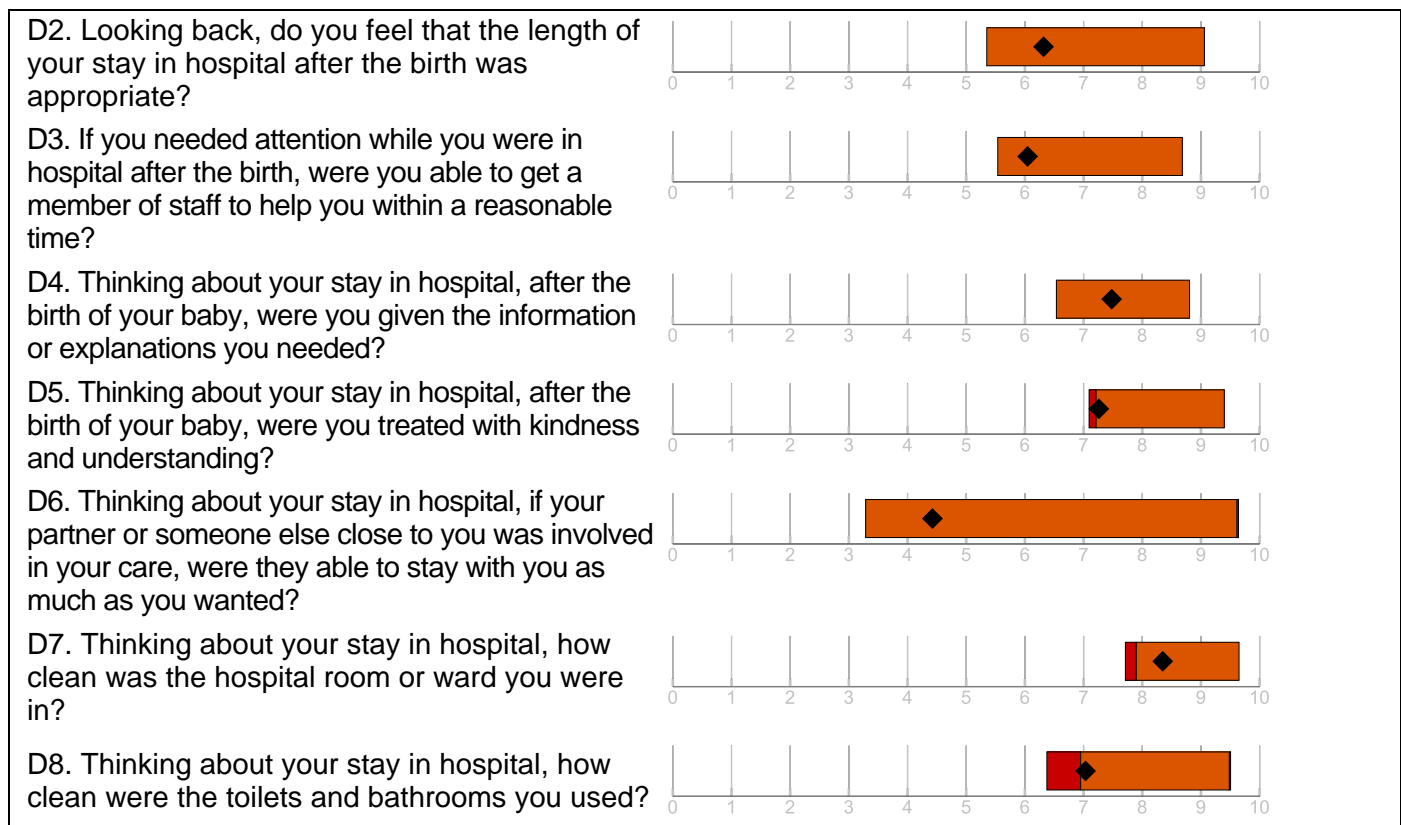 D2. Looking back, do you feel that the length of
your stay in hospital after the birth was
appropriate?
0 1 2 3 4 5 6 7 8 9 10
D3. If you needed attention while you were in
hospital after the birth, were you able to get a
member of staff to help you within a reasonable
time?
0 1 2 3 4 5 6 7 8 9 10
D4. Thinking about your stay in hospital, after the
birth of your baby, were you given the information
or explanations you needed?
0 1 2 3 4 5 6 7 8 9 10
D5. Thinking about your stay in hospital, after the
birth of your baby, were you treated with kindness
and understanding?
0 1 2 3 4 5 6 7 8 9 10
D6. Thinking about your stay in hospital, if your
partner or someone else close to you was involved
in your care, were they able to stay with you as
much as you wanted?
0 1 2 3 4 5 6 7 8 9 10
D7. Thinking about your stay in hospital, how
clean was the hospital room or ward you were
in?
0 1 2 3 4 5 6 7 8 9 10
D8. Thinking about your stay in hospital, how
clean were the toilets and bathrooms you used?
0 1 2 3 4 5 6 7 8 9 10